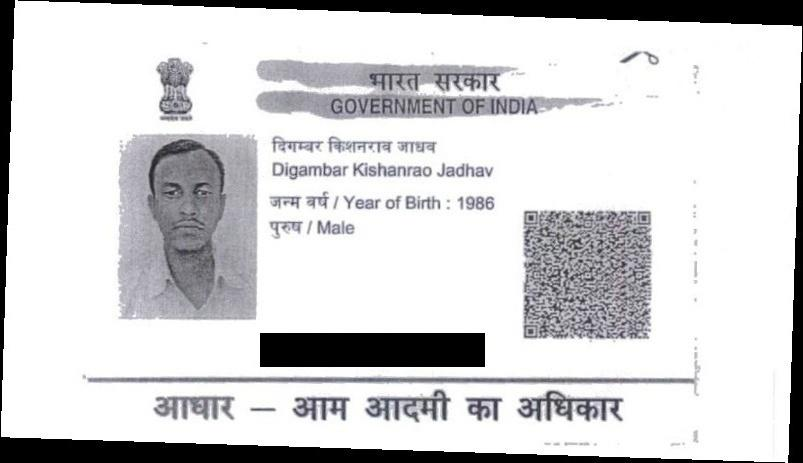 भारत सरकार
GOVERNMENT OF INDIA
दिगम्बर किशनराव जाधव
Digambar Kishanrao Jadhav
जन्म वर्ष / Year of Birth : 1986
पुरुष / Male
आधार — आम आदमी का अधिकार